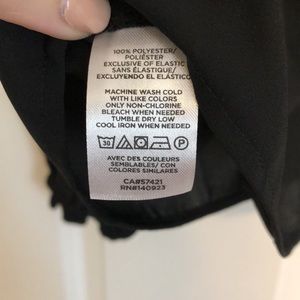 100% POLYESTER/
POLIÉSTER
EXCLUSIVE OF ELASTIC
SANS ÉLASTIQUE/
EXCLUYENDO EL ELÁSTICO
MACHINE WASH COLD
WITH LIKE COLORS
ONLY NON-CHLORINE
BLEACH WHEN NEEDED
TUMBLE DRY LOW
COOL IRON WHEN NEEDED
30 P
AVEC DES COULEURS
SEMBLABLES/ CON
COLORES SIMILARES
CA#57421
RN#140923